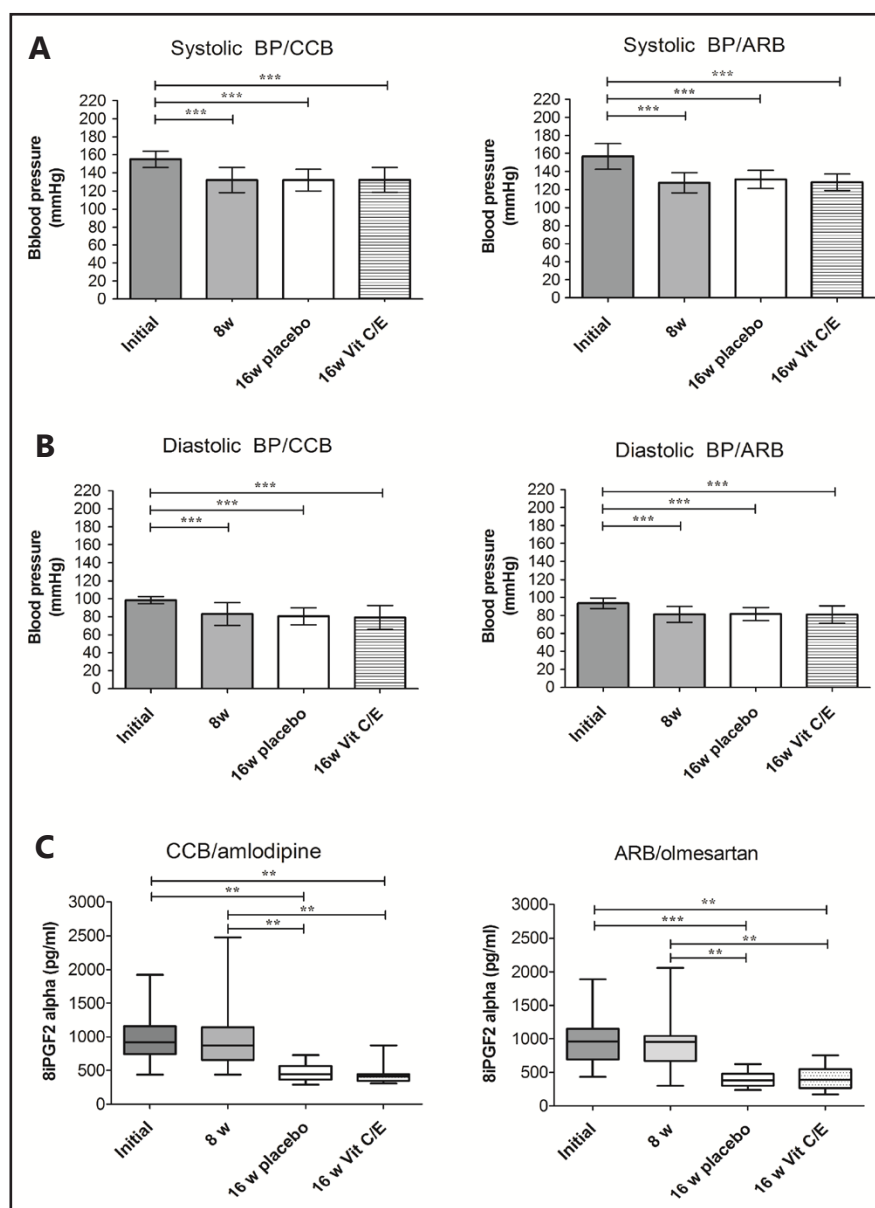 A
Systolic BP/CCB
***
***
***
Bblood pressure
(mmHg)
220
200
180
160
140
120
100
80
60
40
20
0
Initial
8w
16w placebo
16w Vit C/E
Systolic BP/ARB
***
***
***
Blood pressure
(mmHg)
220
200
180
160
140
120
100
80
60
40
20
0
Initial
8w
16w placebo
16w Vit C/E
B
Diastolic BP/CCB
***
***
***
Blood pressure
(mmHg)
220
200
180
160
140
120
100
80
60
40
20
0
Initial
8w
16w placebo
16w Vit C/E
Diastolic BP/ARB
***
***
***
Blood pressure
(mmHg)
220
200
180
160
140
120
100
80
60
40
20
0
Initial
8w
16w placebo
16w Vit C/E
C
CCB/amlodipine
**
**
**
**
8iPGF2 alpha (pg/ml)
3000
2500
2000
1500
1000
500
0
Initial
8 w
16 w placebo
16 w Vit C/E
ARB/olmesartan
**
***
**
**
8iPGF2 alpha (pg/ml)
3000
2500
2000
1500
1000
500
0
Initial
8 w
16 w placebo
16 w Vit C/E